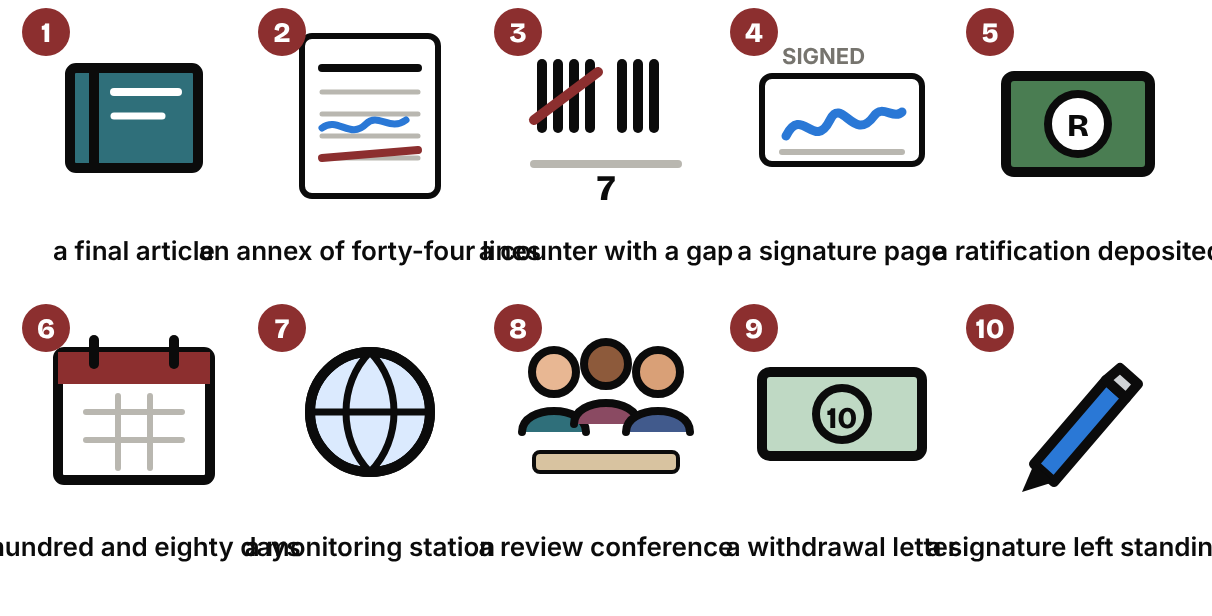 1
a final article
2
an annex of forty-four lines
3
7
a counter with a gap
4
SIGNED
a signature page
5
R
a ratification deposited
6
hundred and eighty days
7
a monitoring station
8
a review conference
9
10
a withdrawal letter
10
a signature left standin